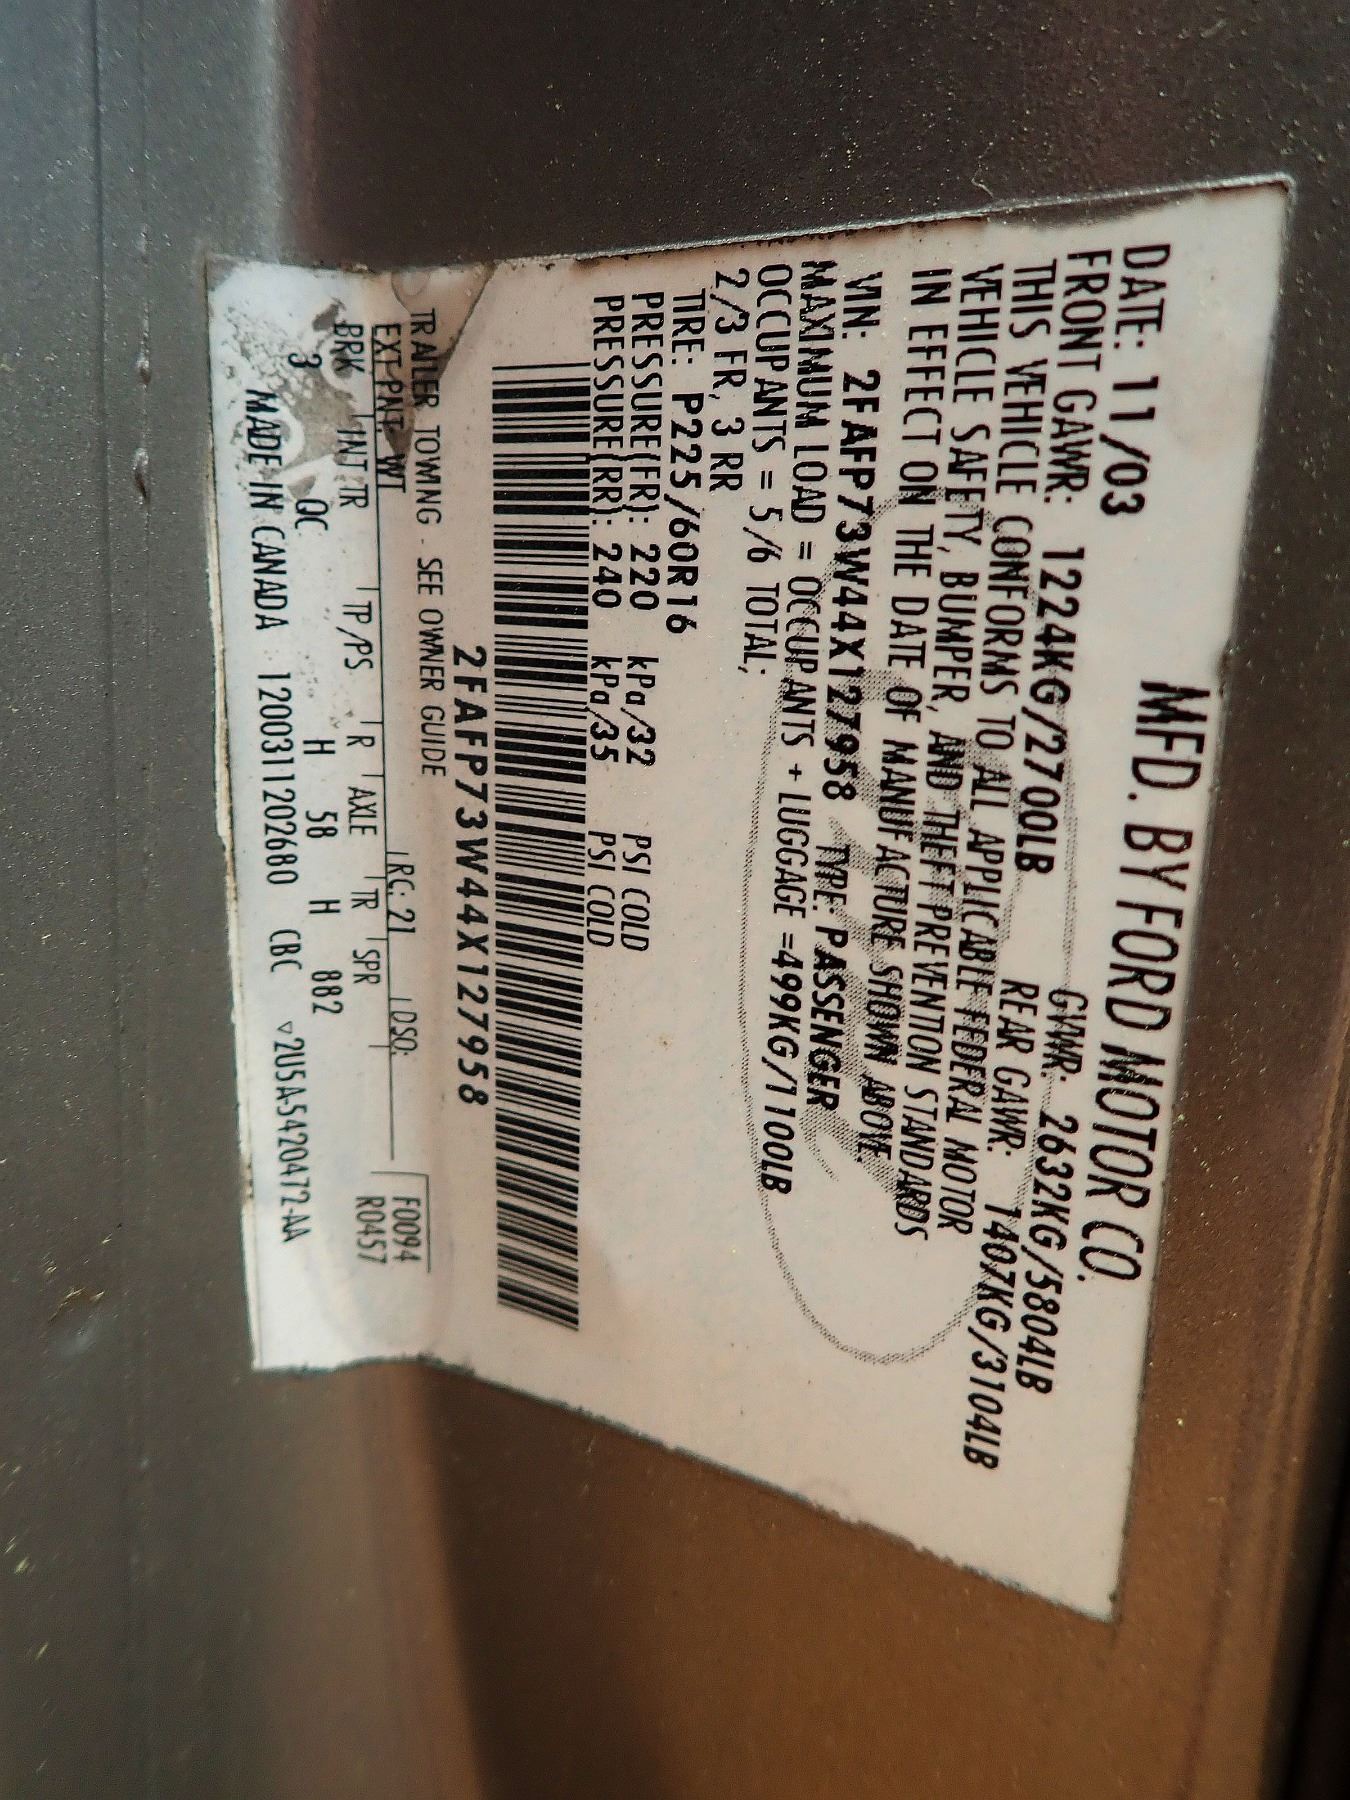 MFD. BY FORD MOTOR CO.
DATE: 11/03 GVWR: 2632KG/5804LB
FRONT GAWR: 1224KG/2700LB REAR GAWR: 1407KG/3104LB
THIS VEHICLE CONFORMS TO ALL APPLICABLE FEDERAL MOTOR
VEHICLE SAFETY, BUMPER, AND THEFT PREVENTION STANDARDS
IN EFFECT ON THE DATE OF MANUFACTURE SHOWN ABOVE.
VIN: 2FAFP73W44X127958 TYPE: PASSENGER
MAXIMUM LOAD = OCCUPANTS + LUGGAGE =499KG/1100LB
OCCUPANTS = 5/6 TOTAL;
2/3 FR, 3 RR
TIRE: P225/60R16
PRESSURE(FR): 220 kPa/32 PSI COLD
PRESSURE(RR): 240 kPa/35 PSI COLD
2FAFP73W44X127958
TRAILER TOWING - SEE OWNER GUIDE
EXT PNT: WT RC: 21 DSO: F0094
BRK INT TR TP/PS R AXLE TR SPR R0457
3 QC H 58 H 882
MADE IN CANADA 120031120268O CBC ▽2U5A-5420472-AA